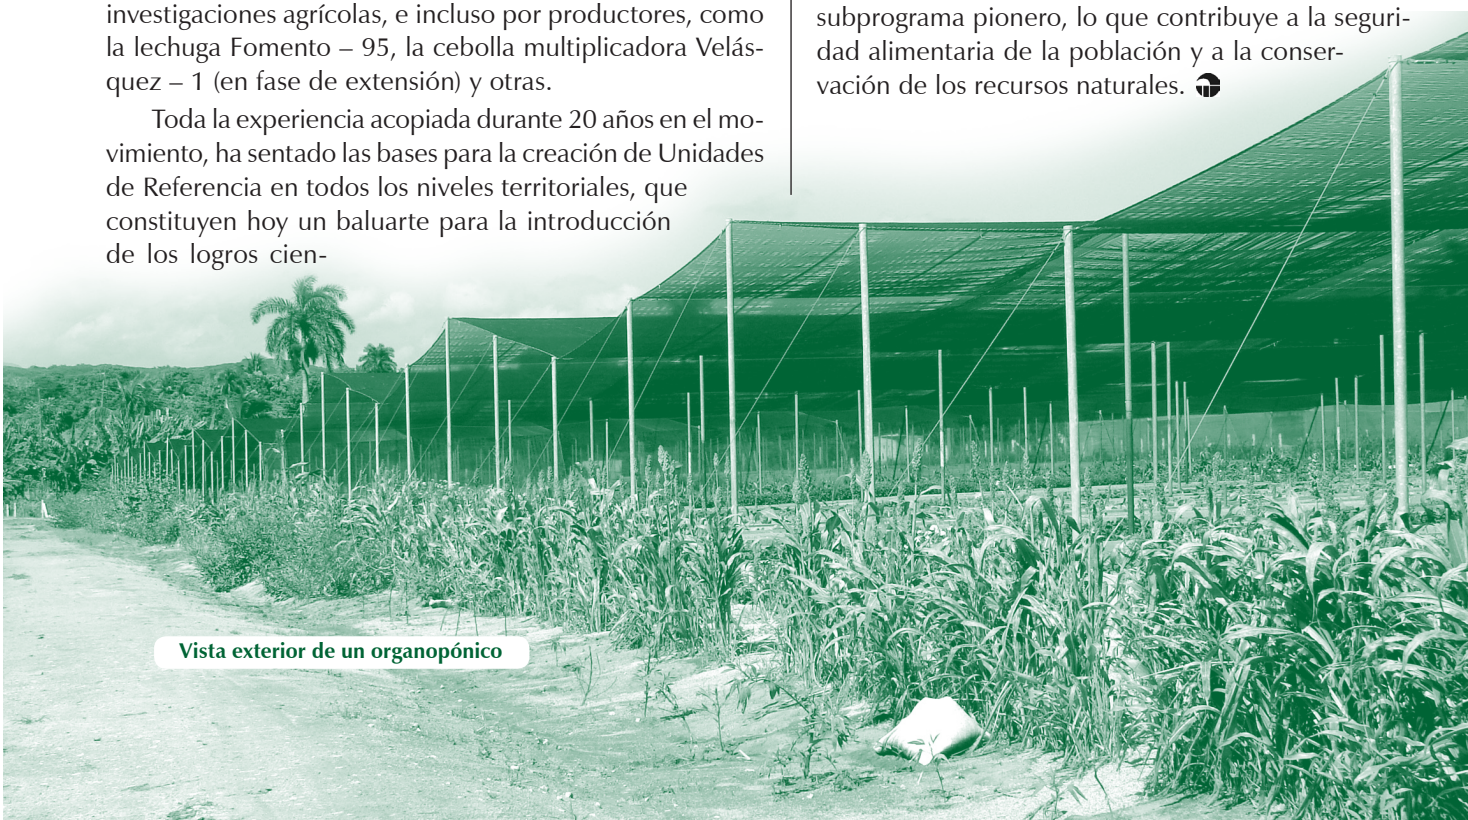 investigaciones agrícolas, e incluso por productores, como
la lechuga Fomento – 95, la cebolla multiplicadora Velás-
quez – 1 (en fase de extensión) y otras.
Toda la experiencia acopiada durante 20 años en el mo-
vimiento, ha sentado las bases para la creación de Unidades
de Referencia en todos los niveles territoriales, que
constituyen hoy un baluarte para la introducción
de los logros cien-
subprograma pionero, lo que contribuye a la seguri-
dad alimentaria de la población y a la conser-
vación de los recursos naturales.
Vista exterior de un organopónico